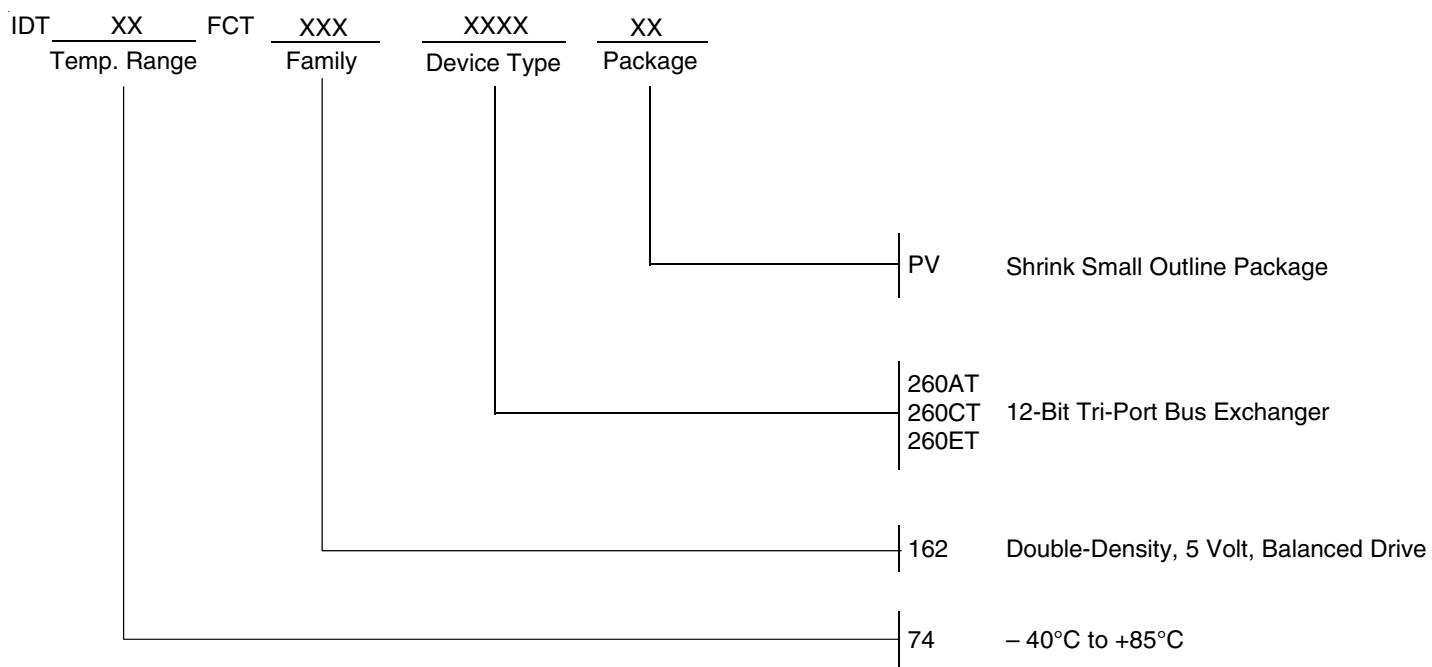 IDT XX FCT XXX XXXX XX
Temp. Range Family Device Type Package
PV Shrink Small Outline Package
260AT
260CT 12-Bit Tri-Port Bus Exchanger
260ET
162 Double-Density, 5 Volt, Balanced Drive
74 – 40°C to +85°C